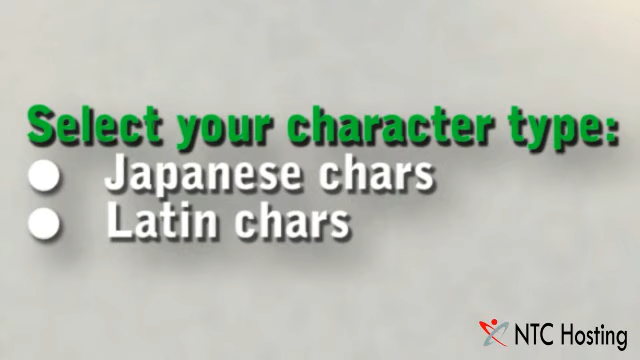 Select your character type:
Japanese chars
Latin chars
NTC Hosting